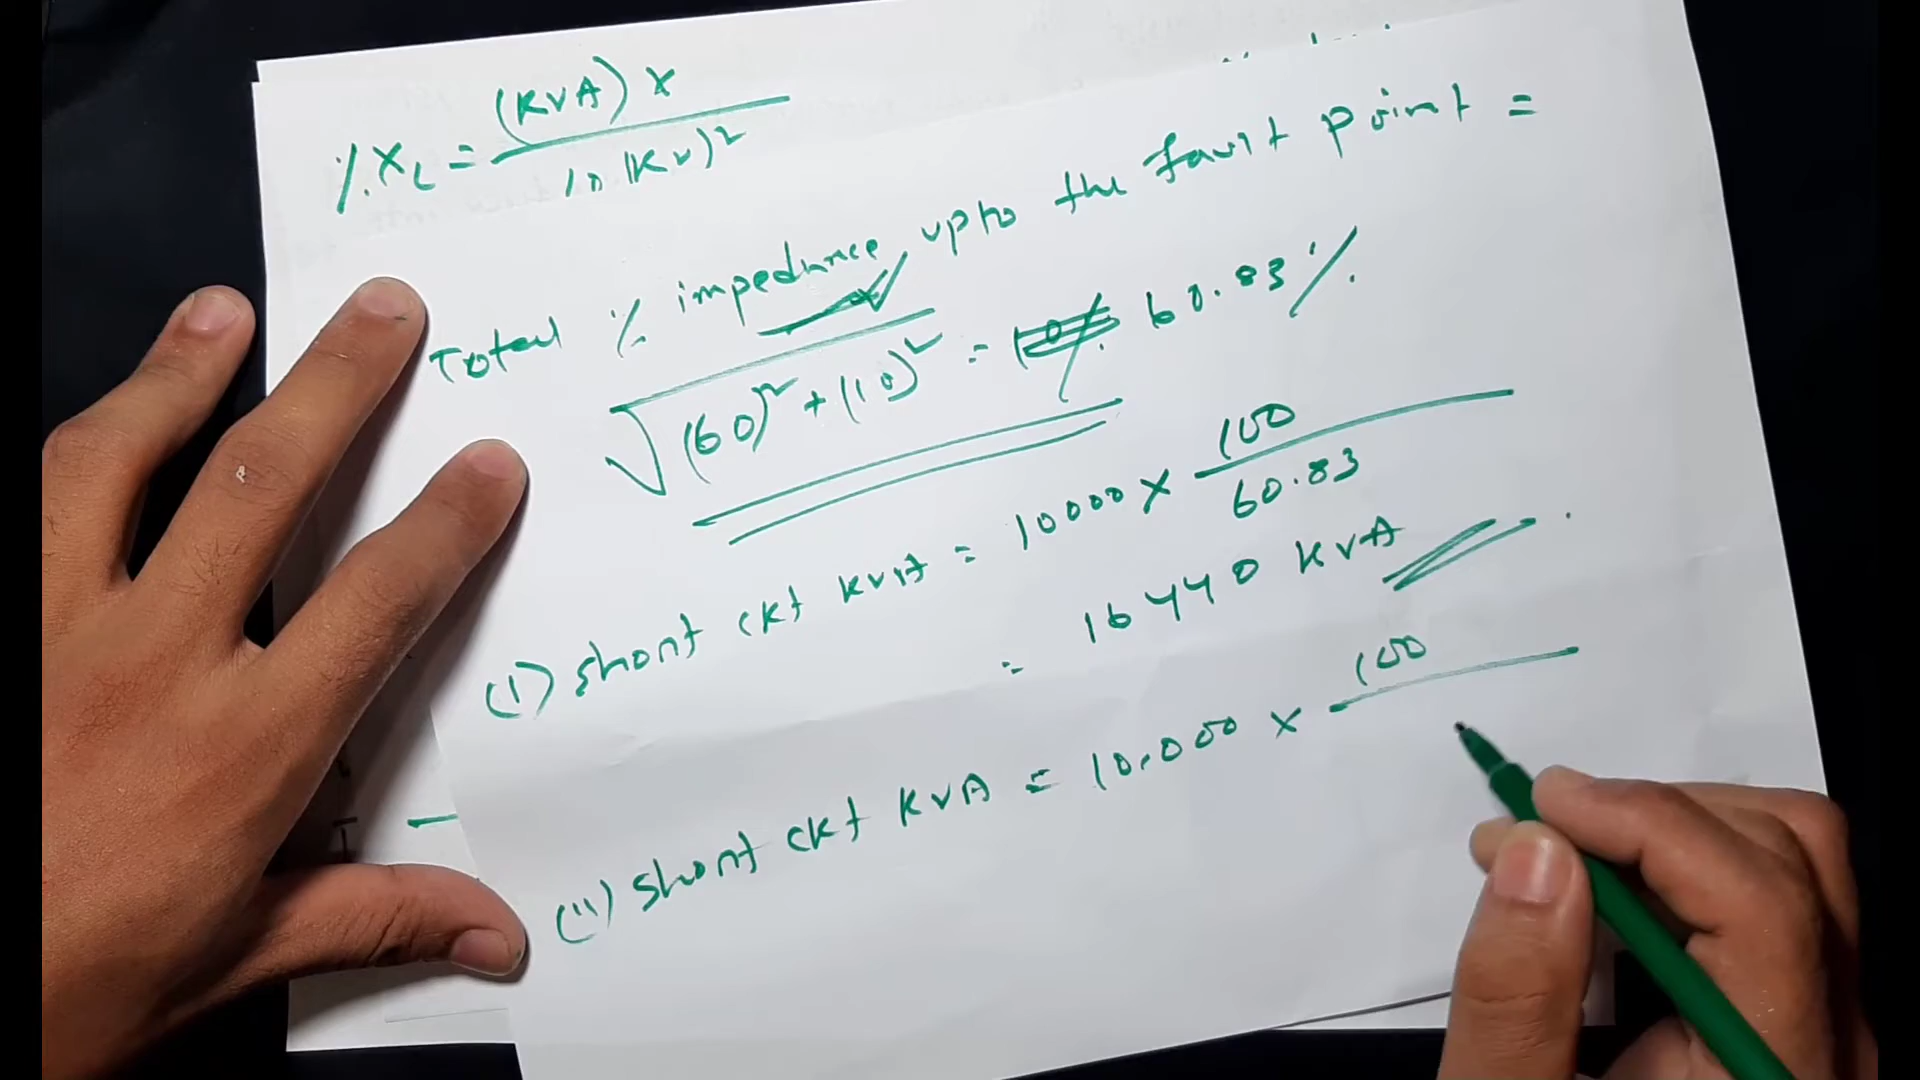 % XL = (KVA) X / 10 (KV)²
Total % impedance upto the fault point =
√(60)² + (10)² = 60.83 %
(I) short ckt KVA = 10000 × 100 / 60.83
= 16440 KVA
(ii) short ckt KVA = 10,000 × 100